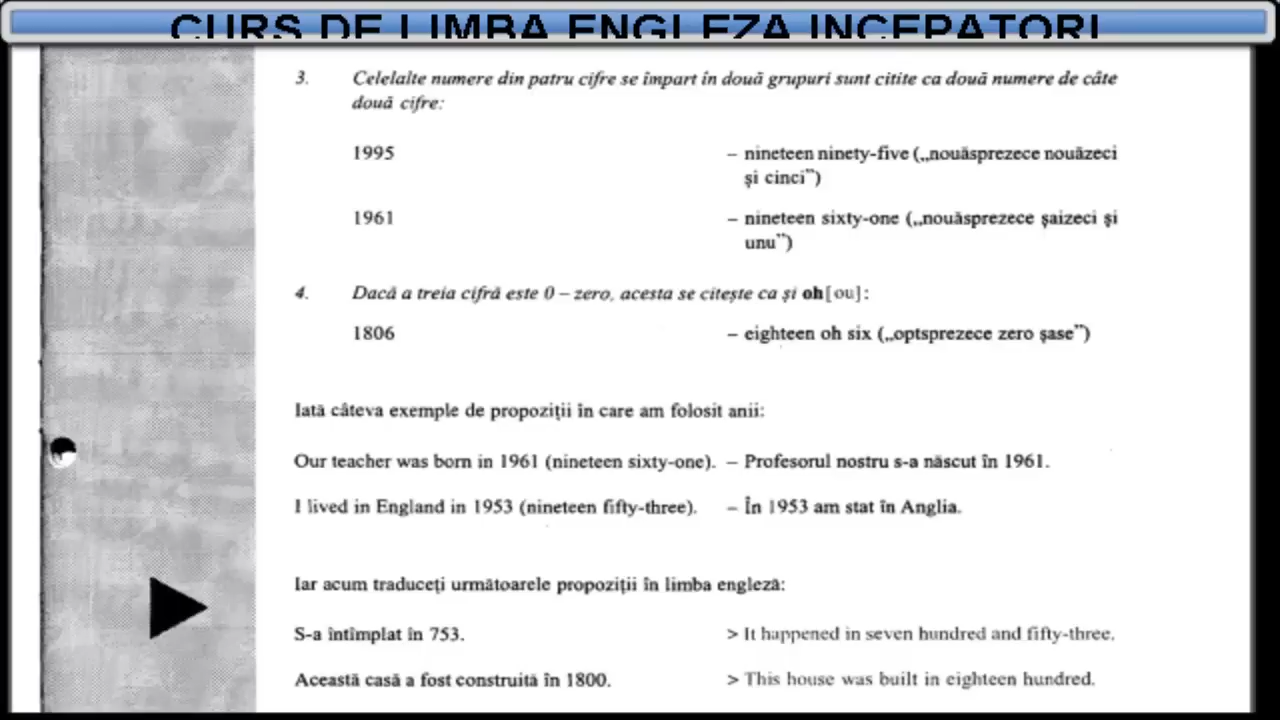 CURS DE LIMBA ENGLEZA INCEPATORI
3. Celelalte numere din patru cifre se împart în două grupuri sunt citite ca două numere de câte
două cifre:
1995 – nineteen ninety-five („nouăsprezece nouăzeci
şi cinci”)
1961 – nineteen sixty-one („nouăsprezece şaizeci şi
unu”)
4. Dacă a treia cifră este 0 – zero, acesta se citeşte ca şi oh[ou]:
1806 – eighteen oh six („optsprezece zero şase”)
Iată câteva exemple de propoziţii în care am folosit anii:
Our teacher was born in 1961 (nineteen sixty-one). – Profesorul nostru s-a născut în 1961.
I lived in England in 1953 (nineteen fifty-three). – În 1953 am stat în Anglia.
Iar acum traduceţi următoarele propoziţii în limba engleză:
S-a întîmplat în 753. > It happened in seven hundred and fifty-three.
Această casă a fost construită în 1800. > This house was built in eighteen hundred.